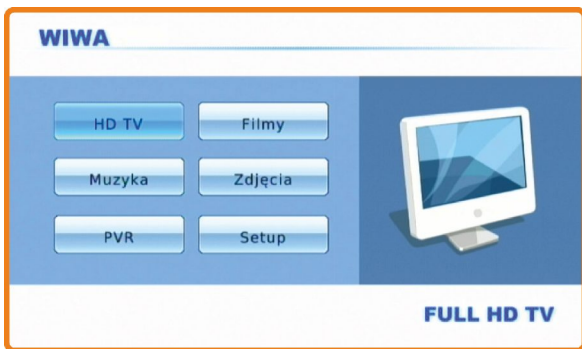 WIWA
HD TV Filmy
Muzyka Zdjęcia
PVR Setup
FULL HD TV